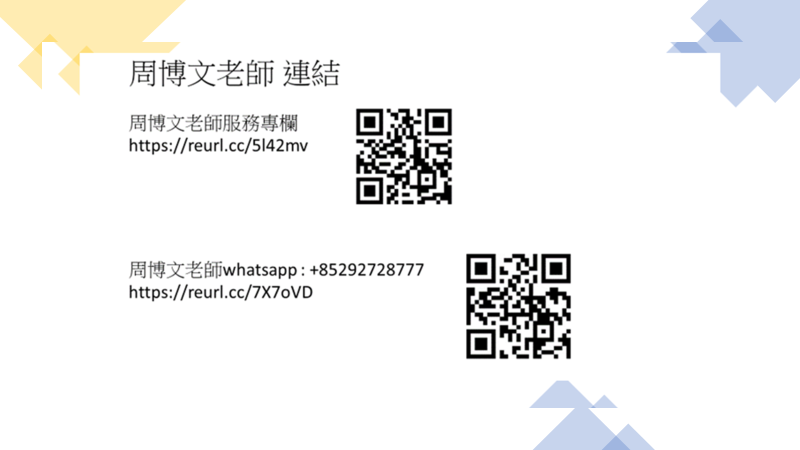 周博文老師 連結
周博文老師服務專欄
https://reurl.cc/5l42mv
周博文老師whatsapp : +85292728777
https://reurl.cc/7X7oVD